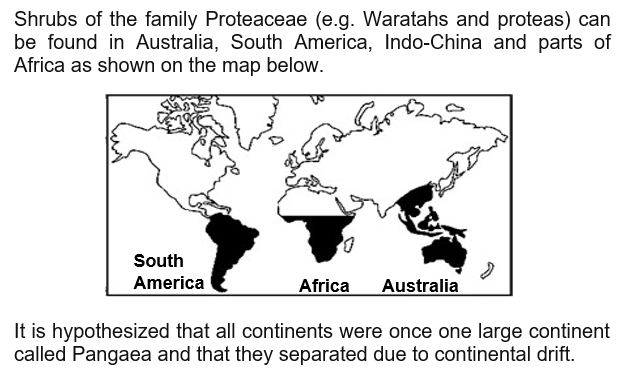 Shrubs of the family Proteaceae (e.g. Waratahs and proteas) can
be found in Australia, South America, Indo-China and parts of
Africa as shown on the map below.
South
America
Africa
Australia
It is hypothesized that all continents were once one large continent
called Pangaea and that they separated due to continental drift.